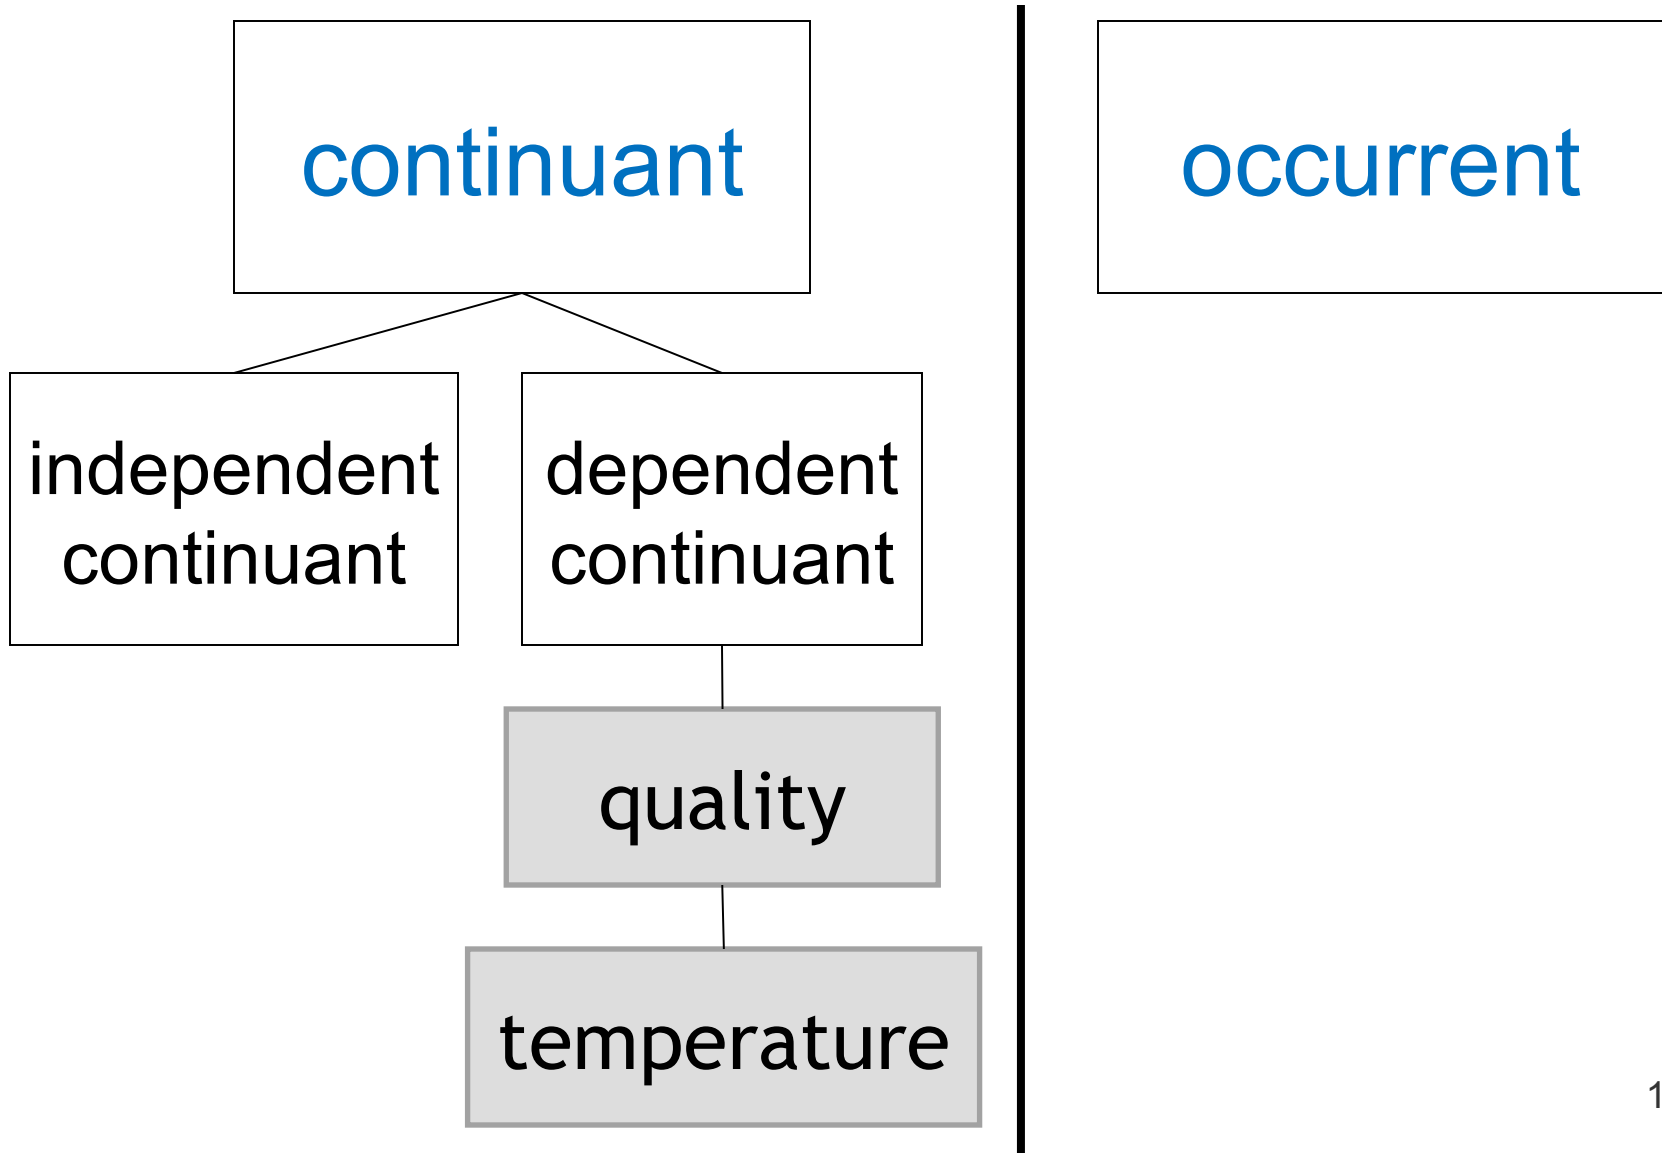 continuant
occurrent
independent
continuant
dependent
continuant
quality
temperature
1